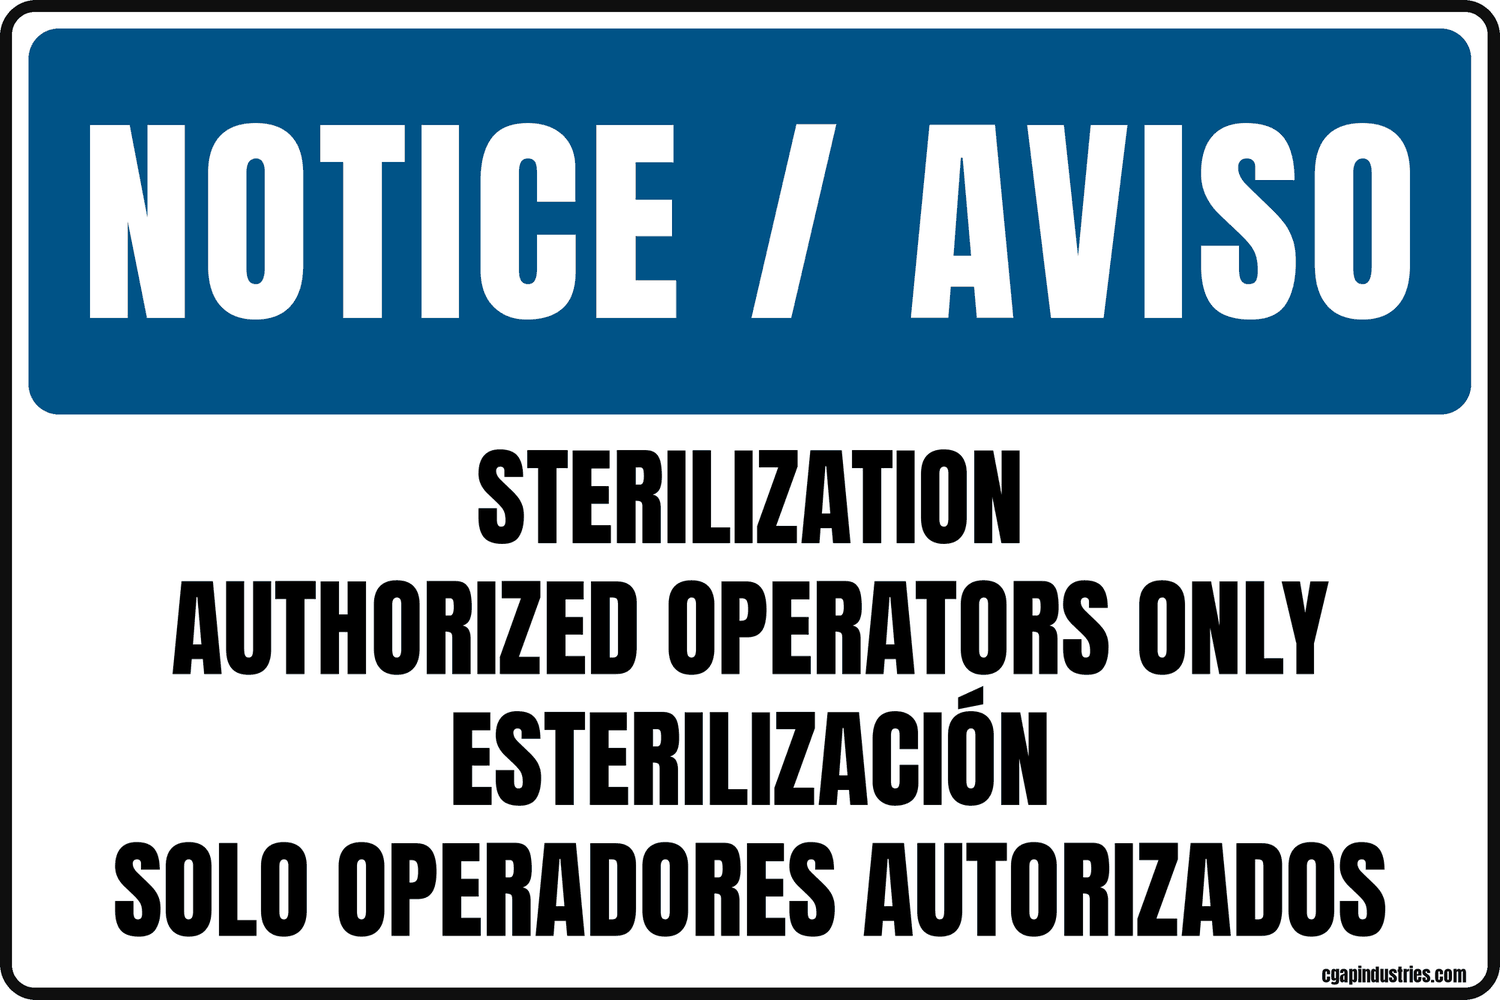 NOTICE / AVISO
STERILIZATION
AUTHORIZED OPERATORS ONLY
ESTERILIZACIÓN
SOLO OPERADORES AUTORIZADOS
cgapindustries.com